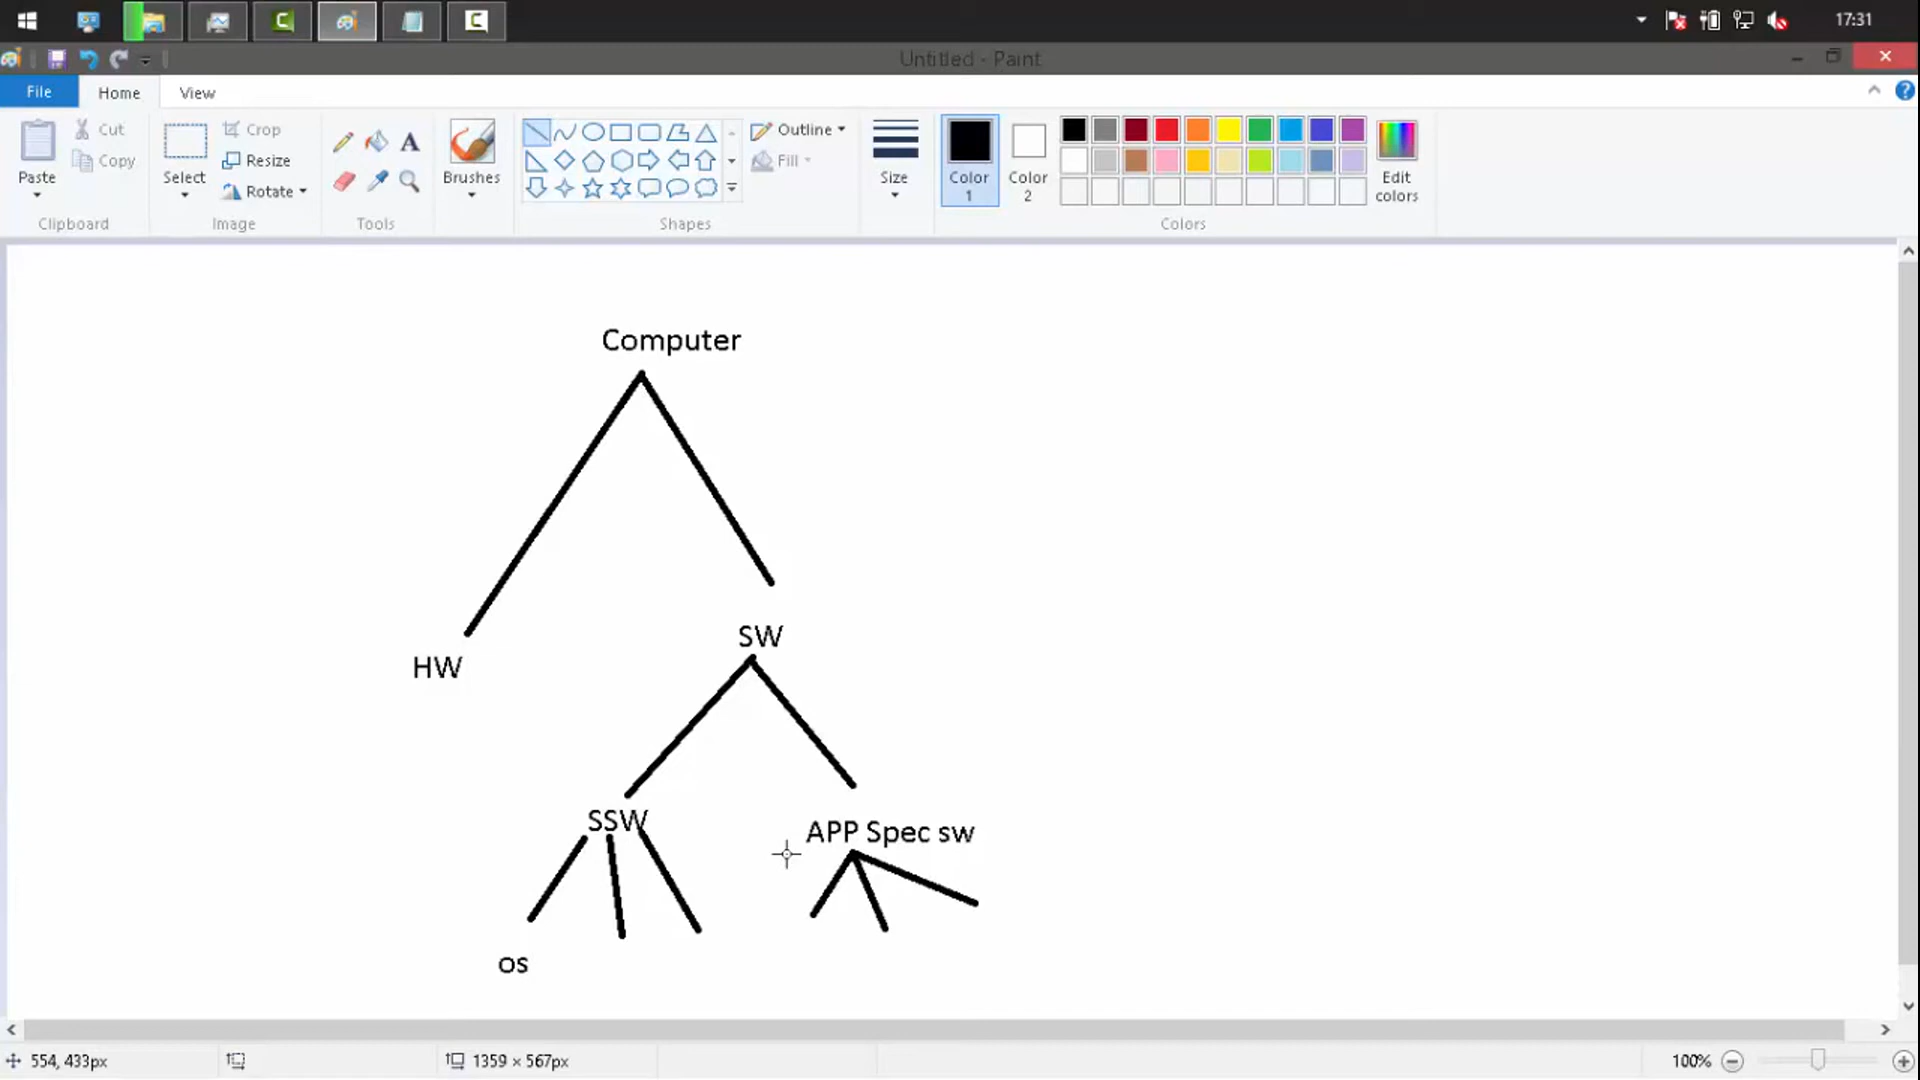 17:31
Untitled - Paint
File Home View
Cut
Copy
Paste
Clipboard
Crop
Resize
Rotate
Select
Image
A
Tools
Brushes
Outline
Fill
Shapes
Size
Color 1
Color 2
Edit colors
Colors
Computer
HW
SW
SSW
APP Spec sw
os
554, 433px
1359 × 567px
100%